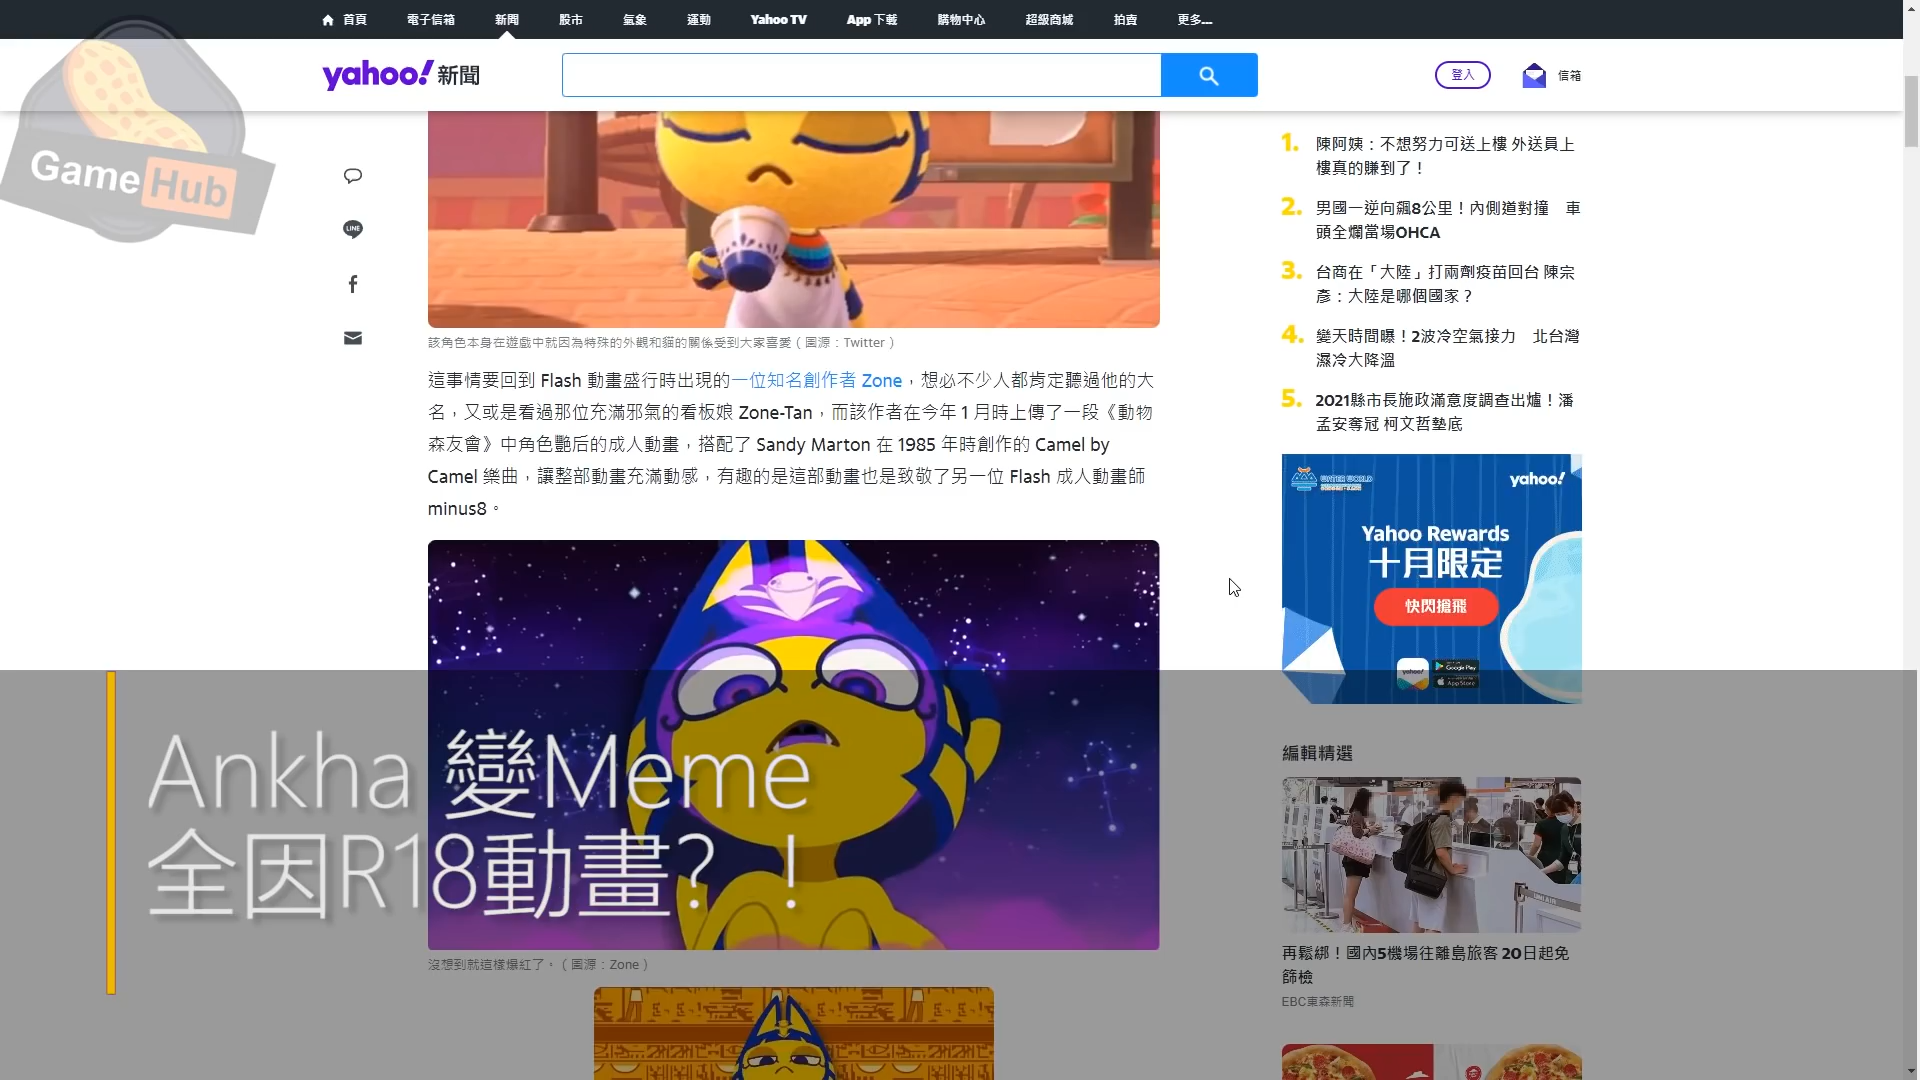 首頁
電子信箱
新聞
股市
氣象
運動
Yahoo TV
App 下載
購物中心
超級商城
拍賣
更多...
yahoo! 新聞
登入
信箱
GameHub
LINE
該角色本身在遊戲中就因為特殊的外觀和貓的關係受到大家喜愛（圖源：Twitter）
這事情要回到 Flash 動畫盛行時出現的一位知名創作者 Zone，想必不少人都肯定聽過他的大
名，又或是看過那位充滿邪氣的看板娘 Zone-Tan，而該作者在今年 1 月時上傳了一段《動物
森友會》中角色艷后的成人動畫，搭配了 Sandy Marton 在 1985 年時創作的 Camel by
Camel 樂曲，讓整部動畫充滿動感，有趣的是這部動畫也是致敬了另一位 Flash 成人動畫師
minus8。
Ankha 變Meme
全因R18動畫？！
沒想到就這樣爆紅了。（圖源：Zone）
1. 陳阿姨：不想努力可送上樓 外送員上
樓真的賺到了！
2. 男國一逆向飆8公里！內側道對撞　車
頭全爛當場OHCA
3. 台商在「大陸」打兩劑疫苗回台 陳宗
彥：大陸是哪個國家？
4. 變天時間曝！2波冷空氣接力　北台灣
濕冷大降溫
5. 2021縣市長施政滿意度調查出爐！潘
孟安奪冠 柯文哲墊底
WATER WORLD
yahoo!
Yahoo Rewards
十月限定
快閃搶飛
yahoo!
Google Play
App Store
編輯精選
再鬆綁！國內5機場往離島旅客 20日起免
篩檢
EBC東森新聞